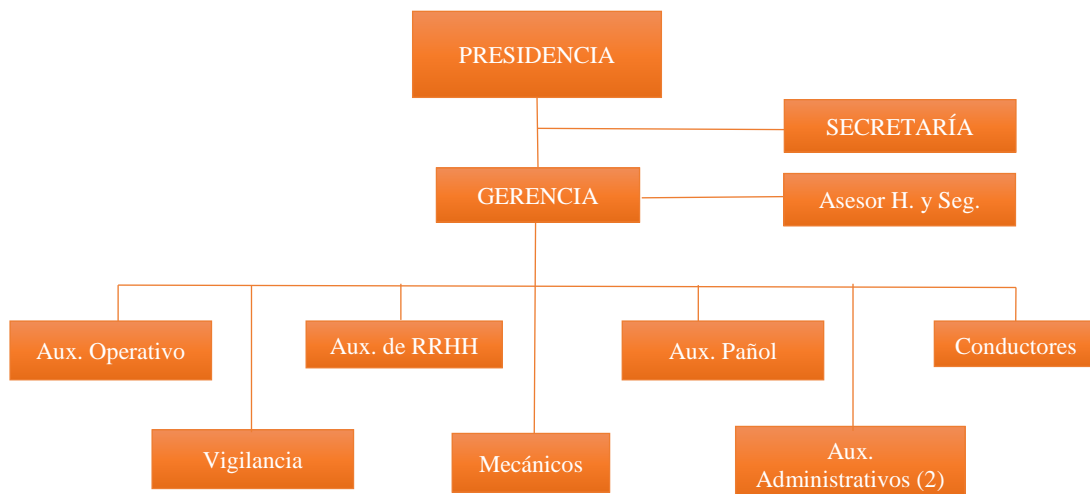 PRESIDENCIA
SECRETARÍA
GERENCIA
Asesor H. y Seg.
Aux. Operativo
Aux. de RRHH
Aux. Pañol
Conductores
Vigilancia
Mecánicos
Aux.
Administrativos (2)